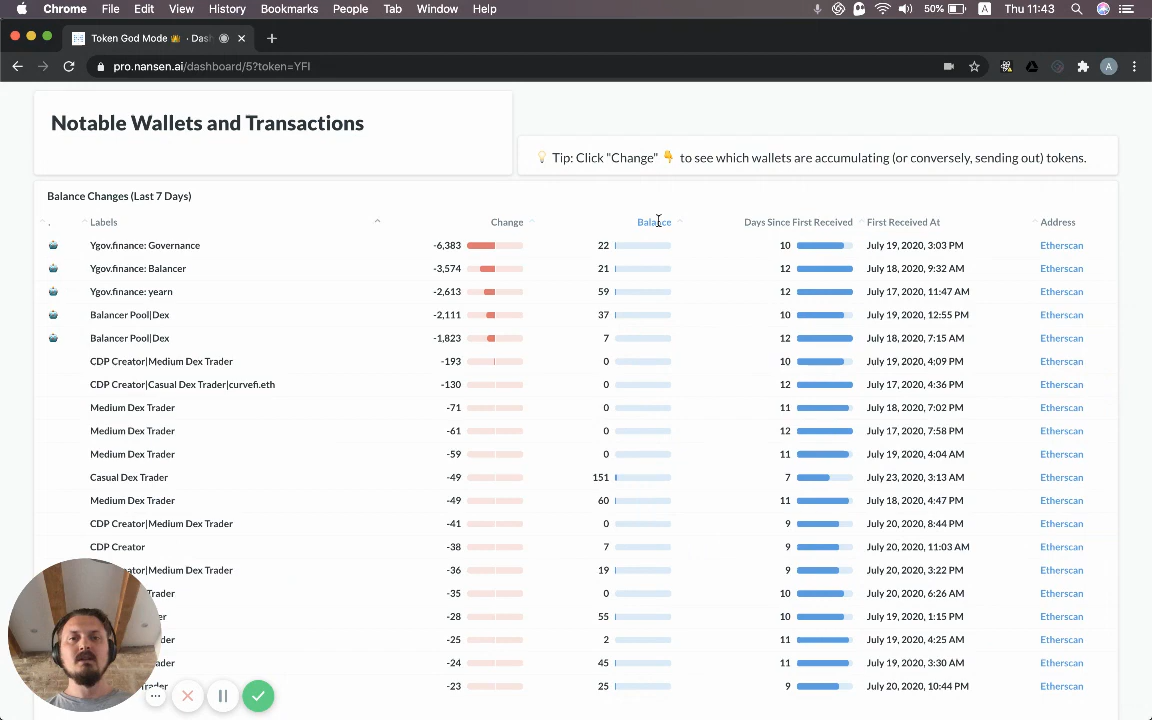 Chrome File Edit View History Bookmarks People Tab Window Help 50% A Thu 11:43
Token God Mode 👑 · Dash
pro.nansen.ai/dashboard/5?token=YFI A
Notable Wallets and Transactions
💡 Tip: Click "Change" 👇 to see which wallets are accumulating (or conversely, sending out) tokens.
Balance Changes (Last 7 Days)
. Labels Change Balance Days Since First Received First Received At Address
Ygov.finance: Governance -6,383 22 10 July 19, 2020, 3:03 PM Etherscan
Ygov.finance: Balancer -3,574 21 12 July 18, 2020, 9:32 AM Etherscan
Ygov.finance: yearn -2,613 59 12 July 17, 2020, 11:47 AM Etherscan
Balancer Pool|Dex -2,111 37 10 July 19, 2020, 12:55 PM Etherscan
Balancer Pool|Dex -1,823 7 12 July 18, 2020, 7:15 AM Etherscan
CDP Creator|Medium Dex Trader -193 0 10 July 19, 2020, 4:09 PM Etherscan
CDP Creator|Casual Dex Trader|curvefi.eth -130 0 12 July 17, 2020, 4:36 PM Etherscan
Medium Dex Trader -71 0 11 July 18, 2020, 7:02 PM Etherscan
Medium Dex Trader -61 0 12 July 17, 2020, 7:58 PM Etherscan
Medium Dex Trader -59 0 11 July 19, 2020, 4:04 AM Etherscan
Casual Dex Trader -49 151 7 July 23, 2020, 3:13 AM Etherscan
Medium Dex Trader -49 60 11 July 18, 2020, 4:47 PM Etherscan
CDP Creator|Medium Dex Trader -41 0 9 July 20, 2020, 8:44 PM Etherscan
CDP Creator -38 7 9 July 20, 2020, 11:03 AM Etherscan
ator|Medium Dex Trader -36 19 9 July 20, 2020, 3:22 PM Etherscan
Trader -35 0 10 July 20, 2020, 6:26 AM Etherscan
er -28 55 10 July 19, 2020, 1:15 PM Etherscan
ader -25 2 11 July 19, 2020, 4:25 AM Etherscan
ader -24 45 11 July 19, 2020, 3:30 AM Etherscan
Trader -23 25 9 July 20, 2020, 10:44 PM Etherscan